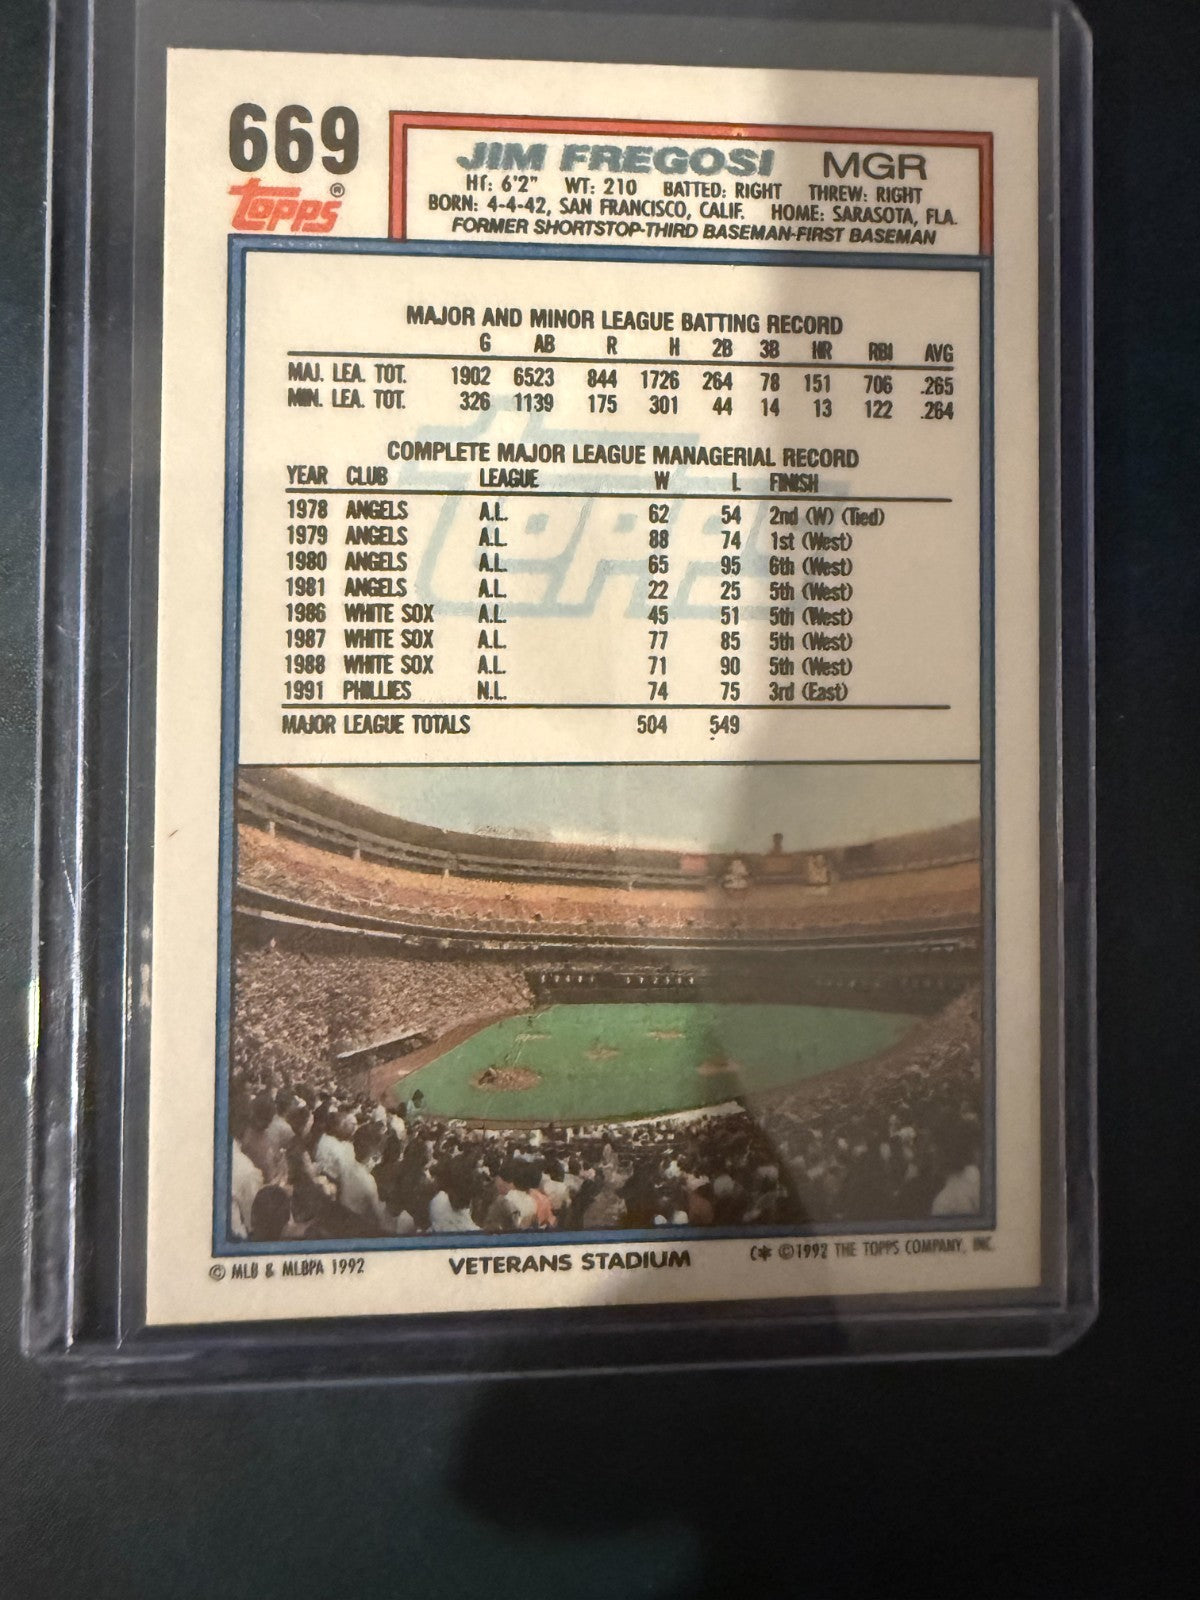 669
Topps®
JIM FREGOSI MGR
HT: 6'2" WT: 210 BATTED: RIGHT THREW: RIGHT
BORN: 4-4-42, SAN FRANCISCO, CALIF. HOME: SARASOTA, FLA.
FORMER SHORTSTOP-THIRD BASEMAN-FIRST BASEMAN
MAJOR AND MINOR LEAGUE BATTING RECORD
G AB R H 2B 3B HR RBI AVG
MAJ. LEA. TOT. 1902 6523 844 1726 264 78 151 706 .265
MIN. LEA. TOT. 326 1139 175 301 44 14 13 122 .264
COMPLETE MAJOR LEAGUE MANAGERIAL RECORD
YEAR CLUB LEAGUE W L FINISH
1978 ANGELS A.L. 62 54 2nd (W) (Tied)
1979 ANGELS A.L. 88 74 1st (West)
1980 ANGELS A.L. 65 95 6th (West)
1981 ANGELS A.L. 22 25 5th (West)
1986 WHITE SOX A.L. 45 51 5th (West)
1987 WHITE SOX A.L. 77 85 5th (West)
1988 WHITE SOX A.L. 71 90 5th (West)
1991 PHILLIES N.L. 74 75 3rd (East)
MAJOR LEAGUE TOTALS 504 549
Topps
© MLB & MLBPA 1992
VETERANS STADIUM
C* ©1992 THE TOPPS COMPANY, INC.